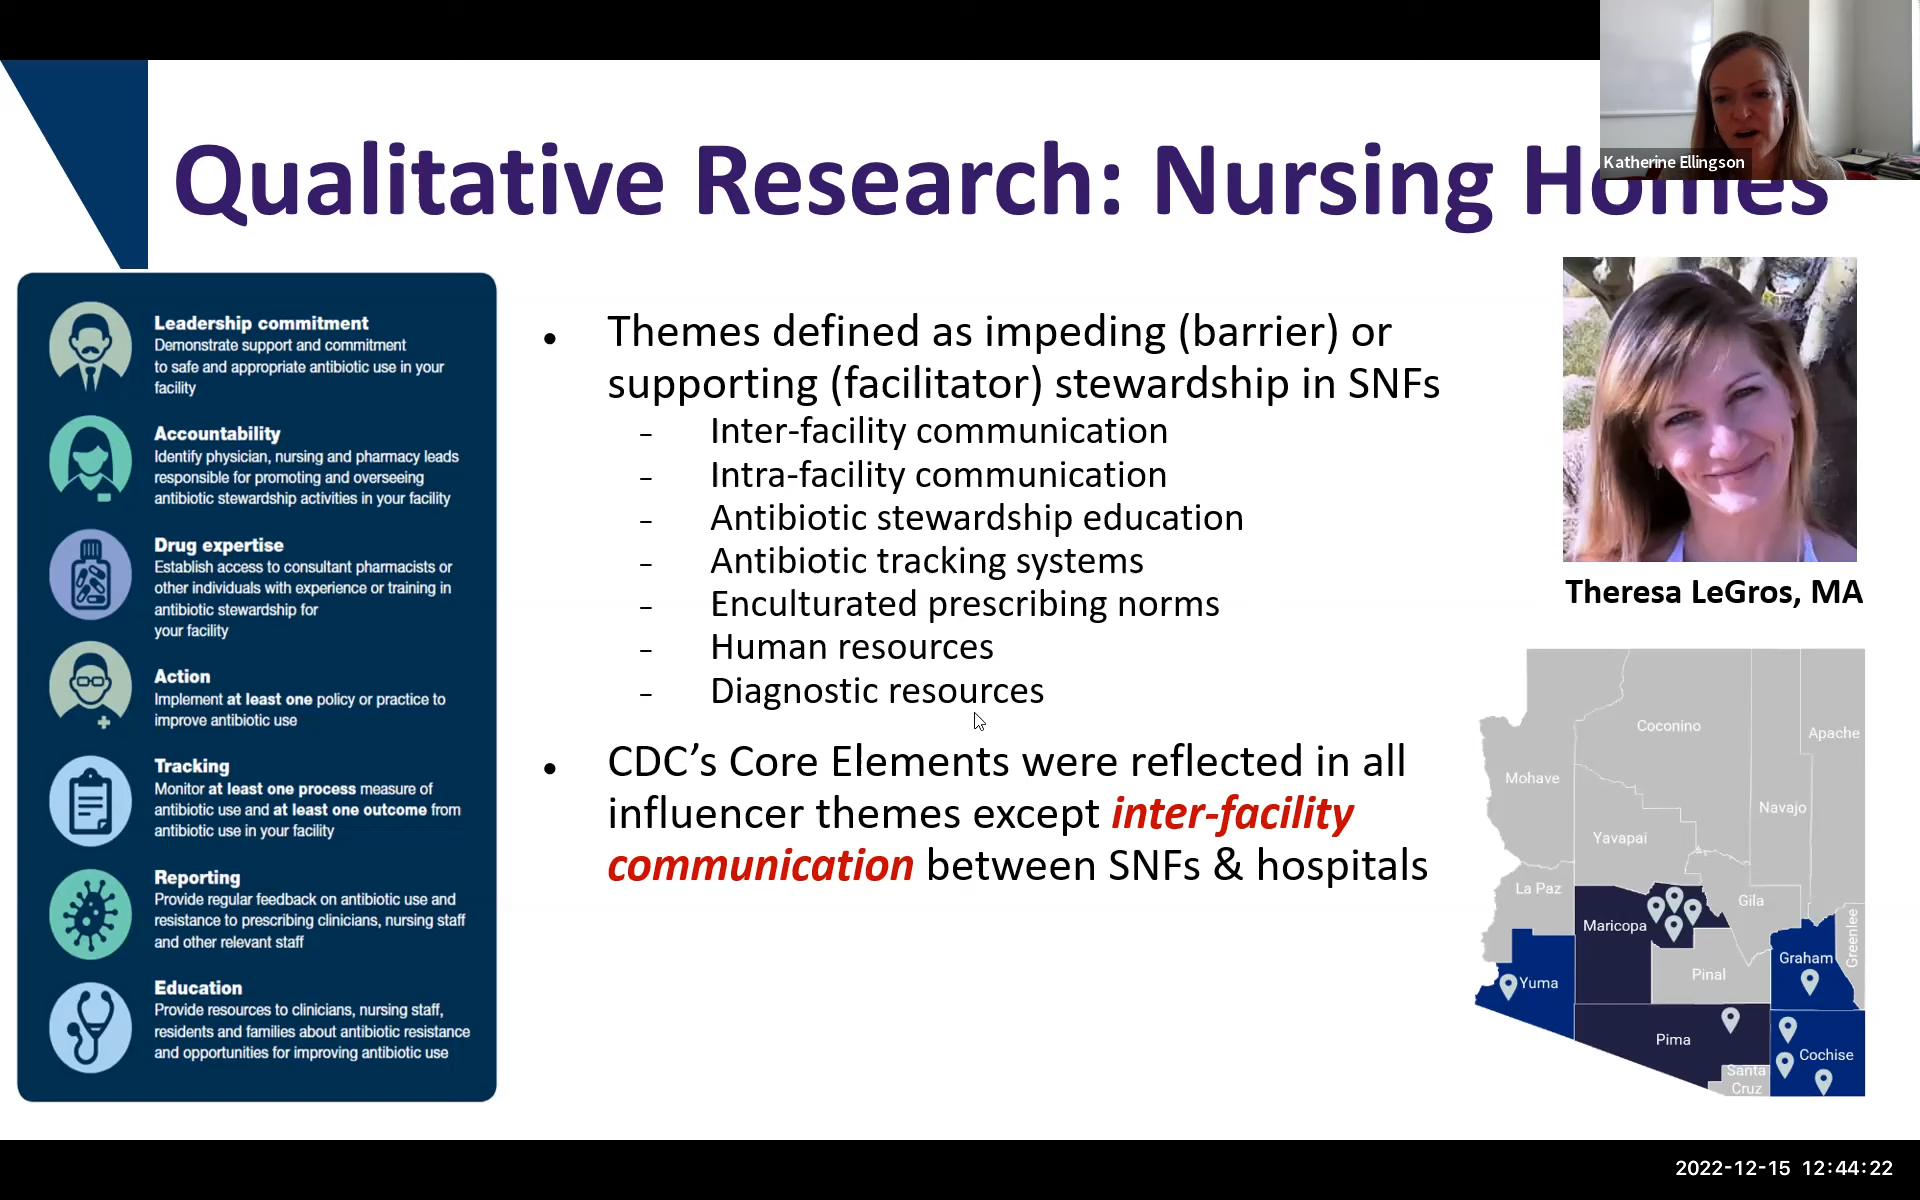 Qualitative Research: Nursing Homes
Katherine Ellingson
Leadership commitment
Demonstrate support and commitment
to safe and appropriate antibiotic use in your
facility
Accountability
Identify physician, nursing and pharmacy leads
responsible for promoting and overseeing
antibiotic stewardship activities in your facility
Drug expertise
Establish access to consultant pharmacists or
other individuals with experience or training in
antibiotic stewardship for
your facility
Action
Implement at least one policy or practice to
improve antibiotic use
Tracking
Monitor at least one process measure of
antibiotic use and at least one outcome from
antibiotic use in your facility
Reporting
Provide regular feedback on antibiotic use and
resistance to prescribing clinicians, nursing staff
and other relevant staff
Education
Provide resources to clinicians, nursing staff,
residents and families about antibiotic resistance
and opportunities for improving antibiotic use
• Themes defined as impeding (barrier) or
supporting (facilitator) stewardship in SNFs
– Inter-facility communication
– Intra-facility communication
– Antibiotic stewardship education
– Antibiotic tracking systems
– Enculturated prescribing norms
– Human resources
– Diagnostic resources
• CDC’s Core Elements were reflected in all
influencer themes except inter-facility
communication between SNFs & hospitals
Theresa LeGros, MA
Coconino
Apache
Mohave
Navajo
Yavapai
La Paz
Gila
Maricopa
Greenlee
Graham
Pinal
Yuma
Pima
Cochise
Santa
Cruz
2022-12-15 12:44:22